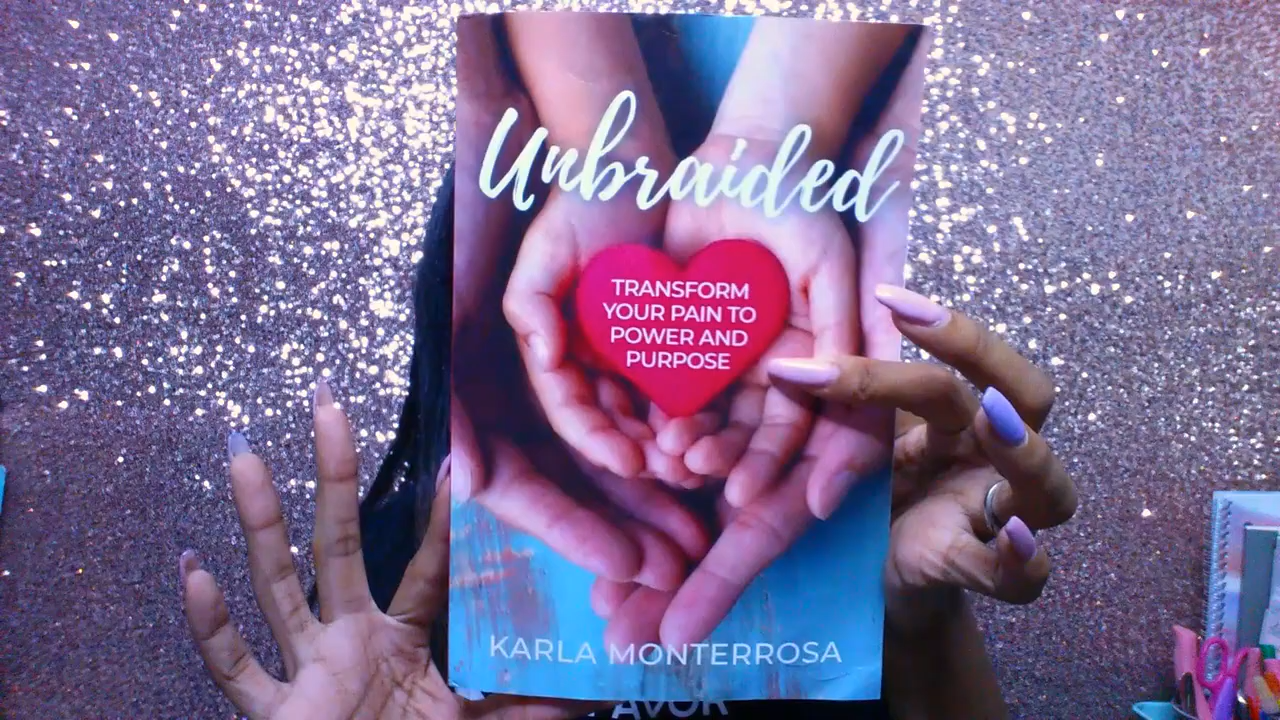 Unbraided
TRANSFORM
YOUR PAIN TO
POWER AND
PURPOSE
KARLA MONTERROSA